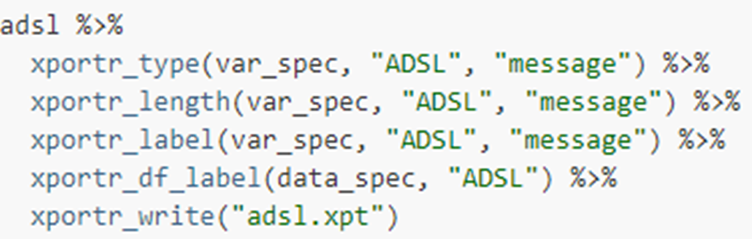 adsl %>%
  xportr_type(var_spec, "ADSL", "message") %>%
  xportr_length(var_spec, "ADSL", "message") %>%
  xportr_label(var_spec, "ADSL", "message") %>%
  xportr_df_label(data_spec, "ADSL") %>%
  xportr_write("adsl.xpt")